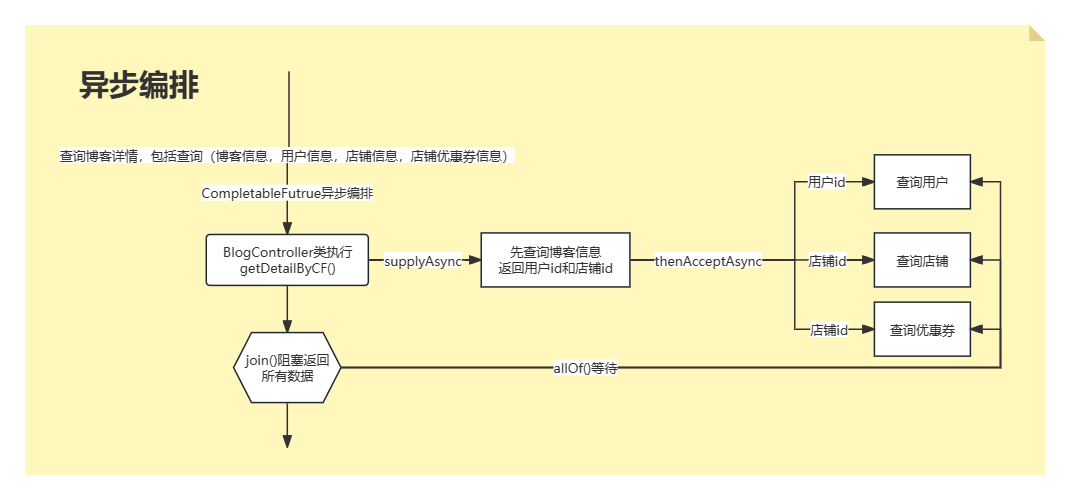 异步编排
查询博客详情，包括查询（博客信息，用户信息，店铺信息，店铺优惠券信息）
CompletableFutrue异步编排
BlogController类执行
getDetailByCF()
supplyAsync
先查询博客信息
返回用户id和店铺id
thenAcceptAsync
用户id
查询用户
店铺id
查询店铺
店铺id
查询优惠券
join()阻塞返回
所有数据
allOf()等待